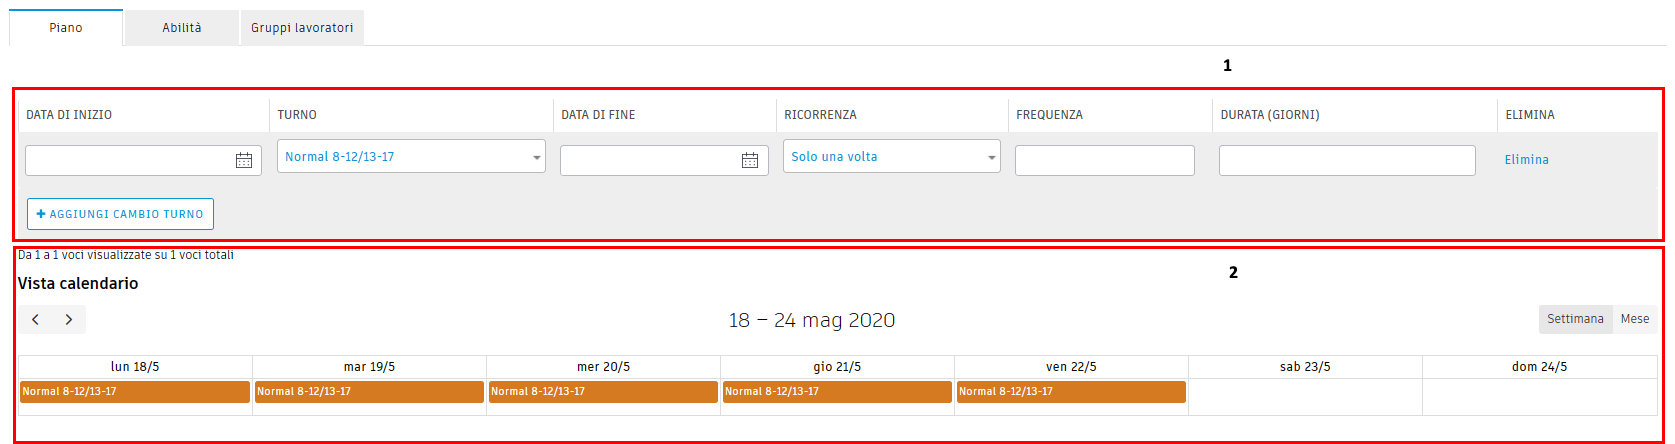 Piano Abilità Gruppi lavoratori
1
DATA DI INIZIO TURNO DATA DI FINE RICORRENZA FREQUENZA DURATA (GIORNI) ELIMINA
Normal 8-12/13-17 Solo una volta Elimina
+ AGGIUNGI CAMBIO TURNO
Da 1 a 1 voci visualizzate su 1 voci totali
2
Vista calendario
18 – 24 mag 2020 Settimana Mese
lun 18/5 mar 19/5 mer 20/5 gio 21/5 ven 22/5 sab 23/5 dom 24/5
Normal 8-12/13-17 Normal 8-12/13-17 Normal 8-12/13-17 Normal 8-12/13-17 Normal 8-12/13-17